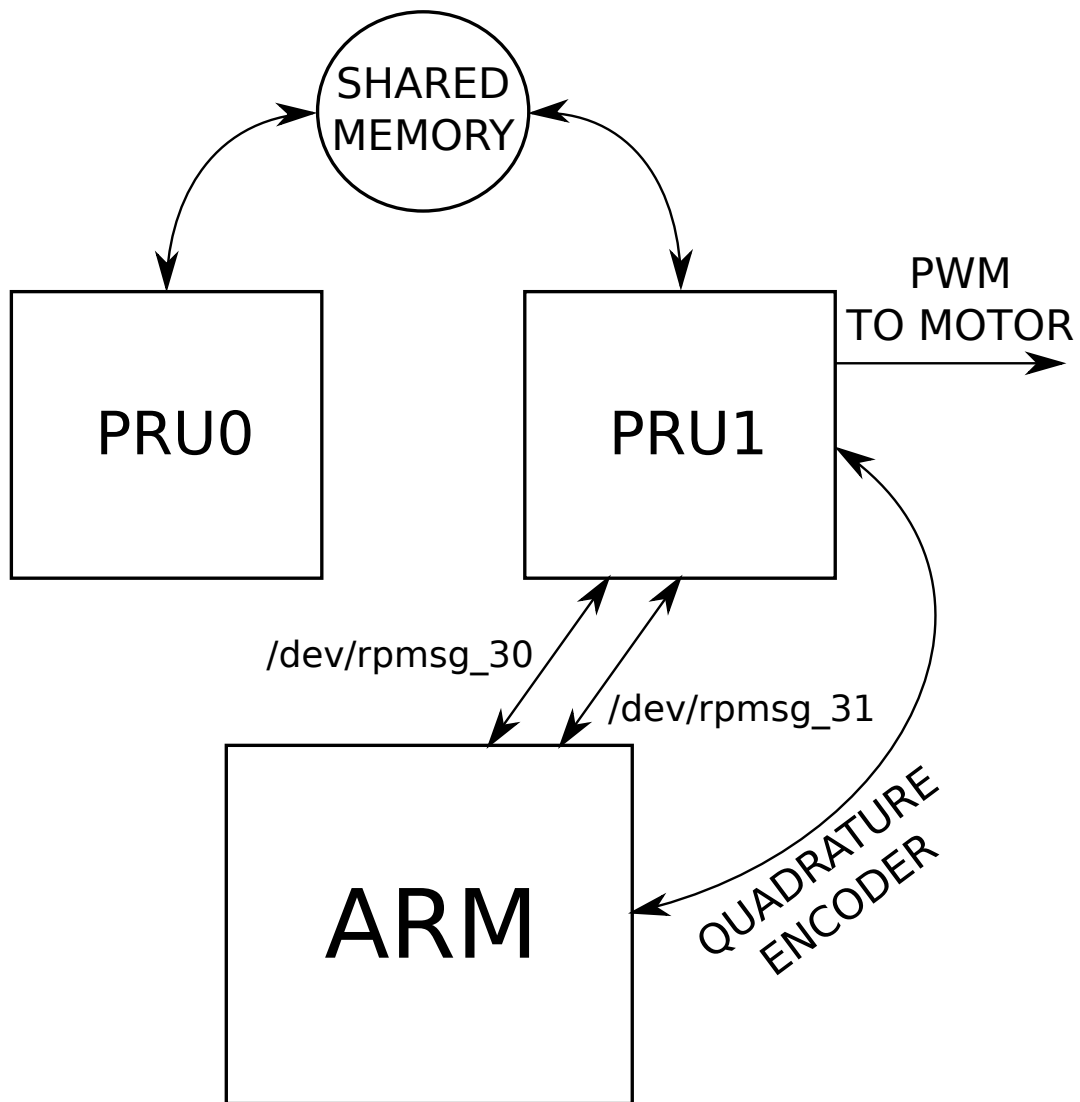 SHARED
MEMORY
PWM
TO MOTOR
PRU0
PRU1
/dev/rpmsg_30
/dev/rpmsg_31
QUADRATURE
ENCODER
ARM